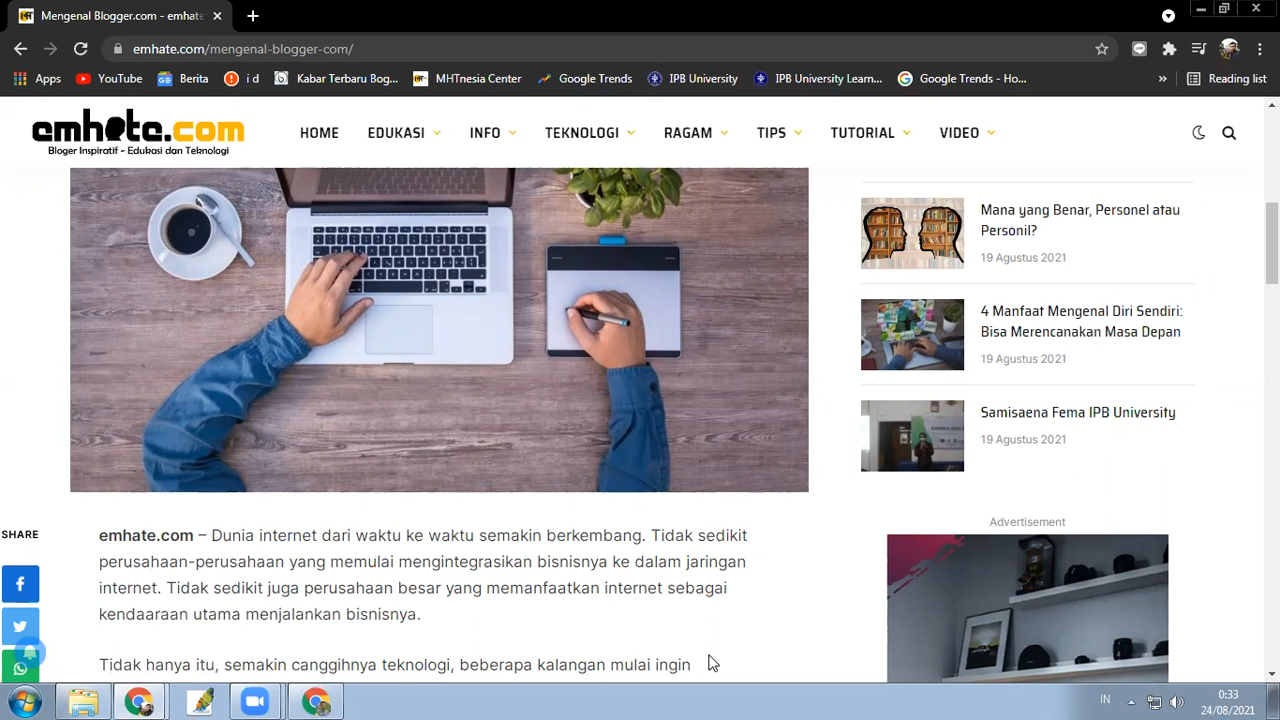 Mengenal Blogger.com - emhate
emhate.com/mengenal-blogger-com/
Apps
YouTube
Berita
i d
Kabar Terbaru Bog...
MHTnesia Center
Google Trends
IPB University
IPB University Learn...
Google Trends - Ho...
»
Reading list
emhate.com
Bloger Inspiratif - Edukasi dan Teknologi
HOME
EDUKASI
INFO
TEKNOLOGI
RAGAM
TIPS
TUTORIAL
VIDEO
Mana yang Benar, Personel atau
Personil?
19 Agustus 2021
4 Manfaat Mengenal Diri Sendiri:
Bisa Merencanakan Masa Depan
19 Agustus 2021
Samisaena Fema IPB University
19 Agustus 2021
Advertisement
SHARE
emhate.com – Dunia internet dari waktu ke waktu semakin berkembang. Tidak sedikit
perusahaan-perusahaan yang memulai mengintegrasikan bisnisnya ke dalam jaringan
internet. Tidak sedikit juga perusahaan besar yang memanfaatkan internet sebagai
kendaaraan utama menjalankan bisnisnya.
Tidak hanya itu, semakin canggihnya teknologi, beberapa kalangan mulai ingin
IN
0:33
24/08/2021